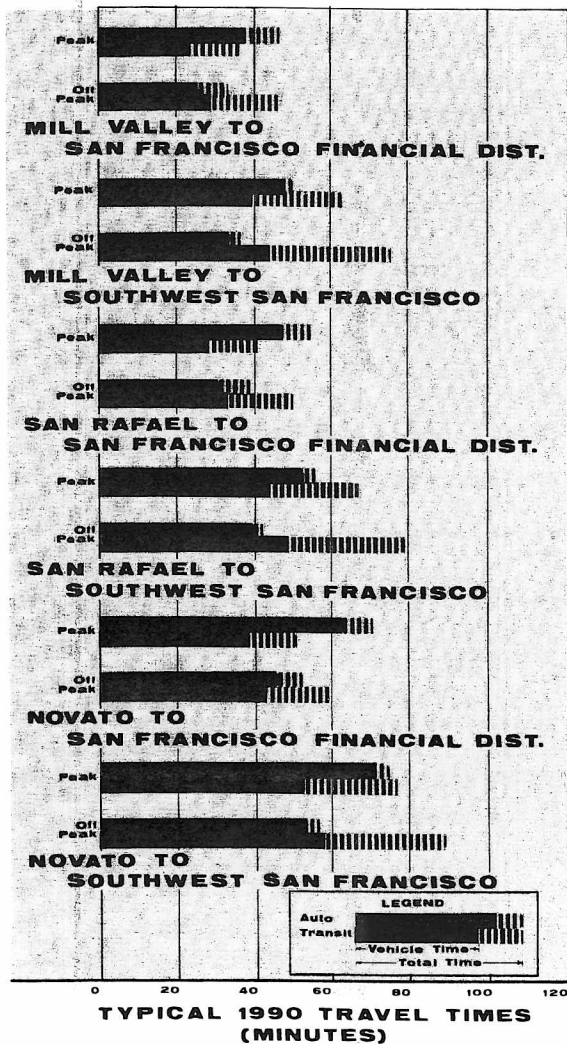 Peak
Off
Peak
MILL VALLEY TO
SAN FRANCISCO FINANCIAL DIST.
Peak
Off
Peak
MILL VALLEY TO
SOUTHWEST SAN FRANCISCO
Peak
Off
Peak
SAN RAFAEL TO
SAN FRANCISCO FINANCIAL DIST.
Peak
Off
Peak
SAN RAFAEL TO
SOUTHWEST SAN FRANCISCO
Peak
Off
Peak
NOVATO TO
SAN FRANCISCO FINANCIAL DIST.
Peak
Off
Peak
NOVATO TO
SOUTHWEST SAN FRANCISCO
LEGEND
Auto
Transit
Vehicle Time
Total Time
0 20 40 60 80 100 120
TYPICAL 1990 TRAVEL TIMES
(MINUTES)